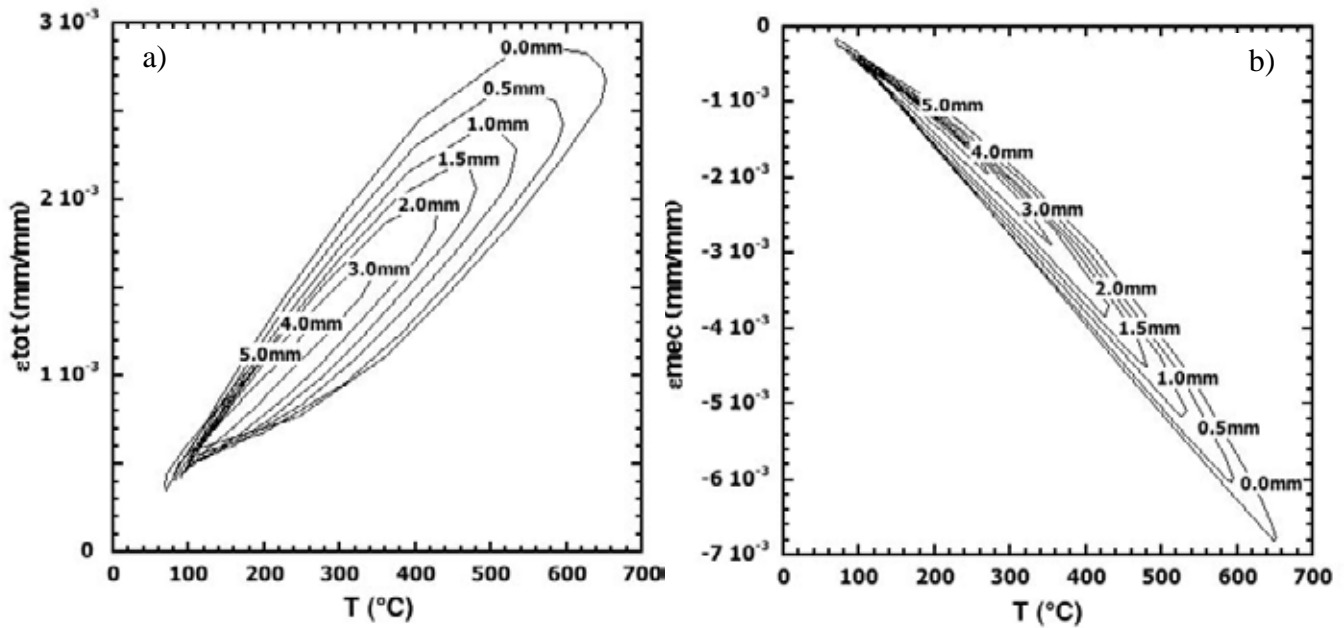 a)
3 10-3
2 10-3
1 10-3
0
εtot (mm/mm)
0.0mm
0.5mm
1.0mm
1.5mm
2.0mm
3.0mm
4.0mm
5.0mm
0 100 200 300 400 500 600 700
T (°C)
b)
0
-1 10-3
-2 10-3
-3 10-3
-4 10-3
-5 10-3
-6 10-3
-7 10-3
εmec (mm/mm)
5.0mm
4.0mm
3.0mm
2.0mm
1.5mm
1.0mm
0.5mm
0.0mm
0 100 200 300 400 500 600 700
T (°C)